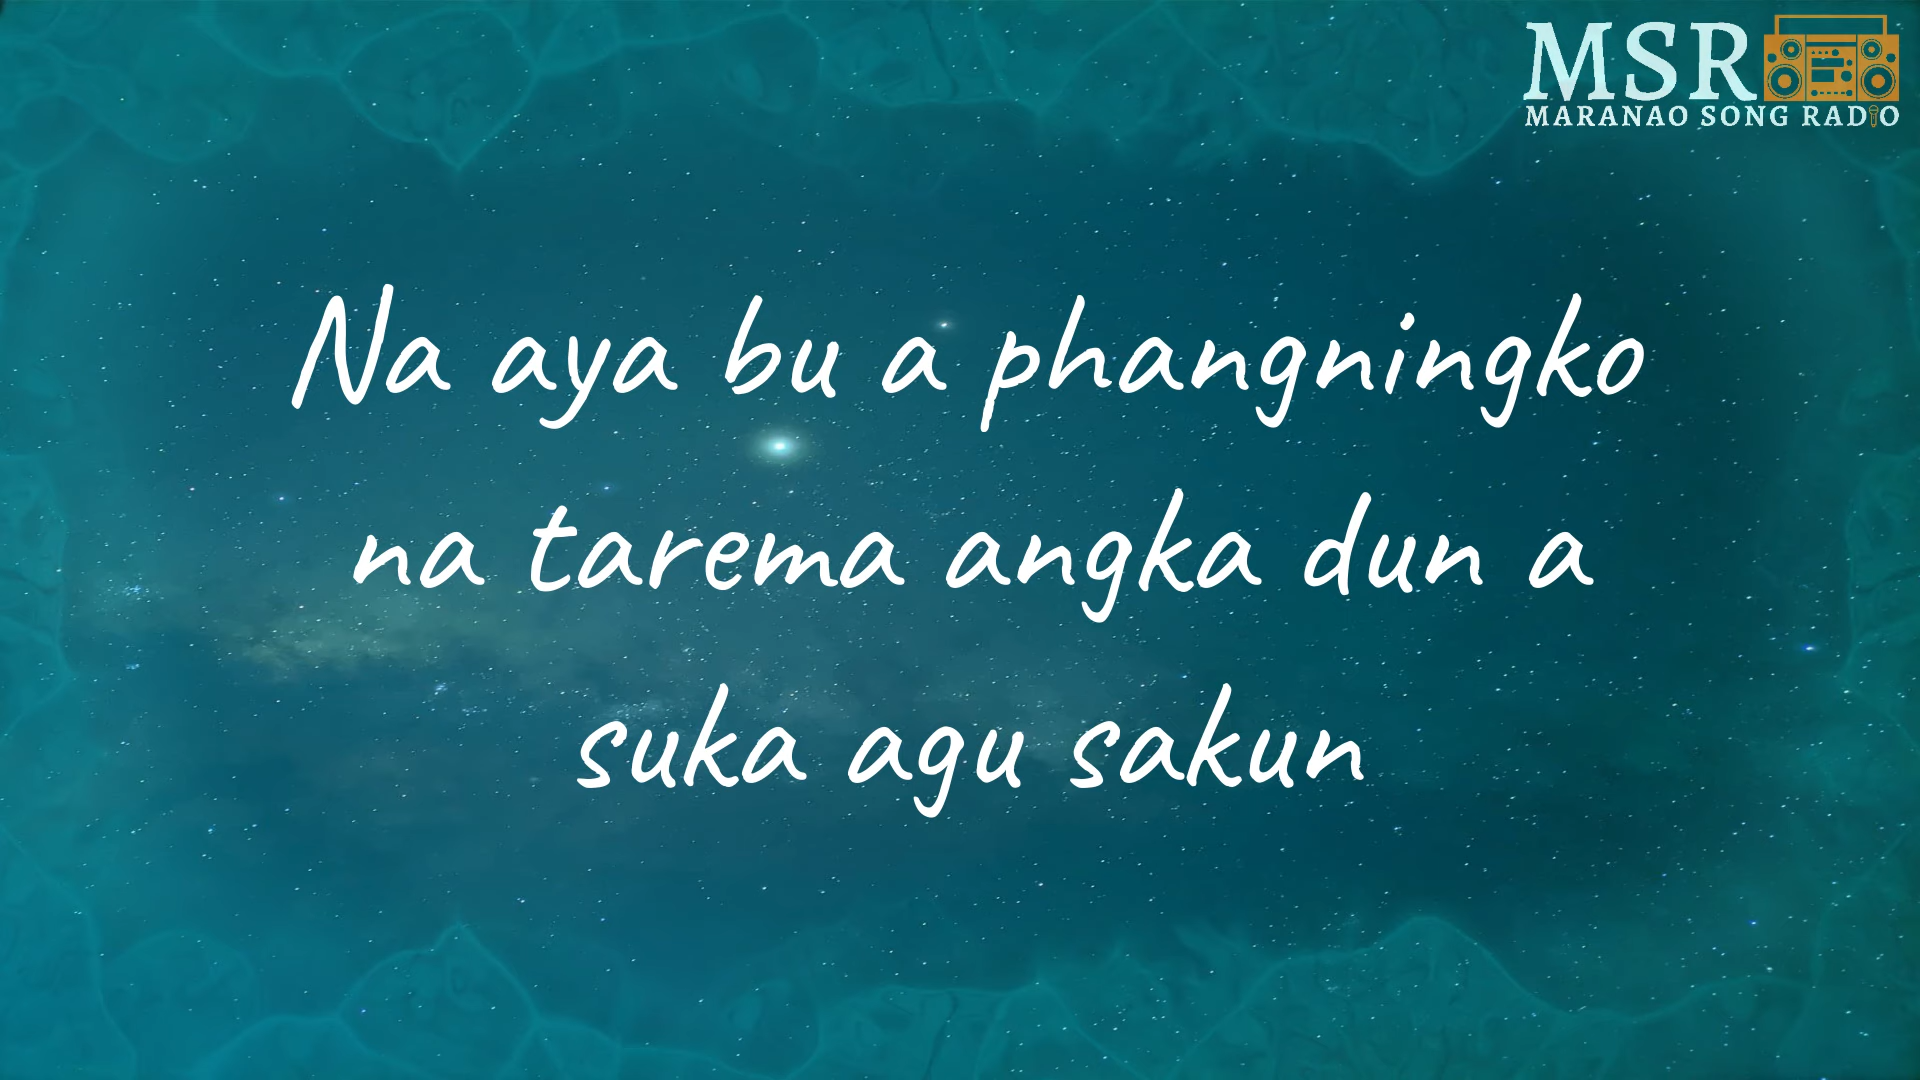 MSR
MARANAO SONG RADIO
Na aya bu a phangningko
na tarema angka dun a
suka agu sakun